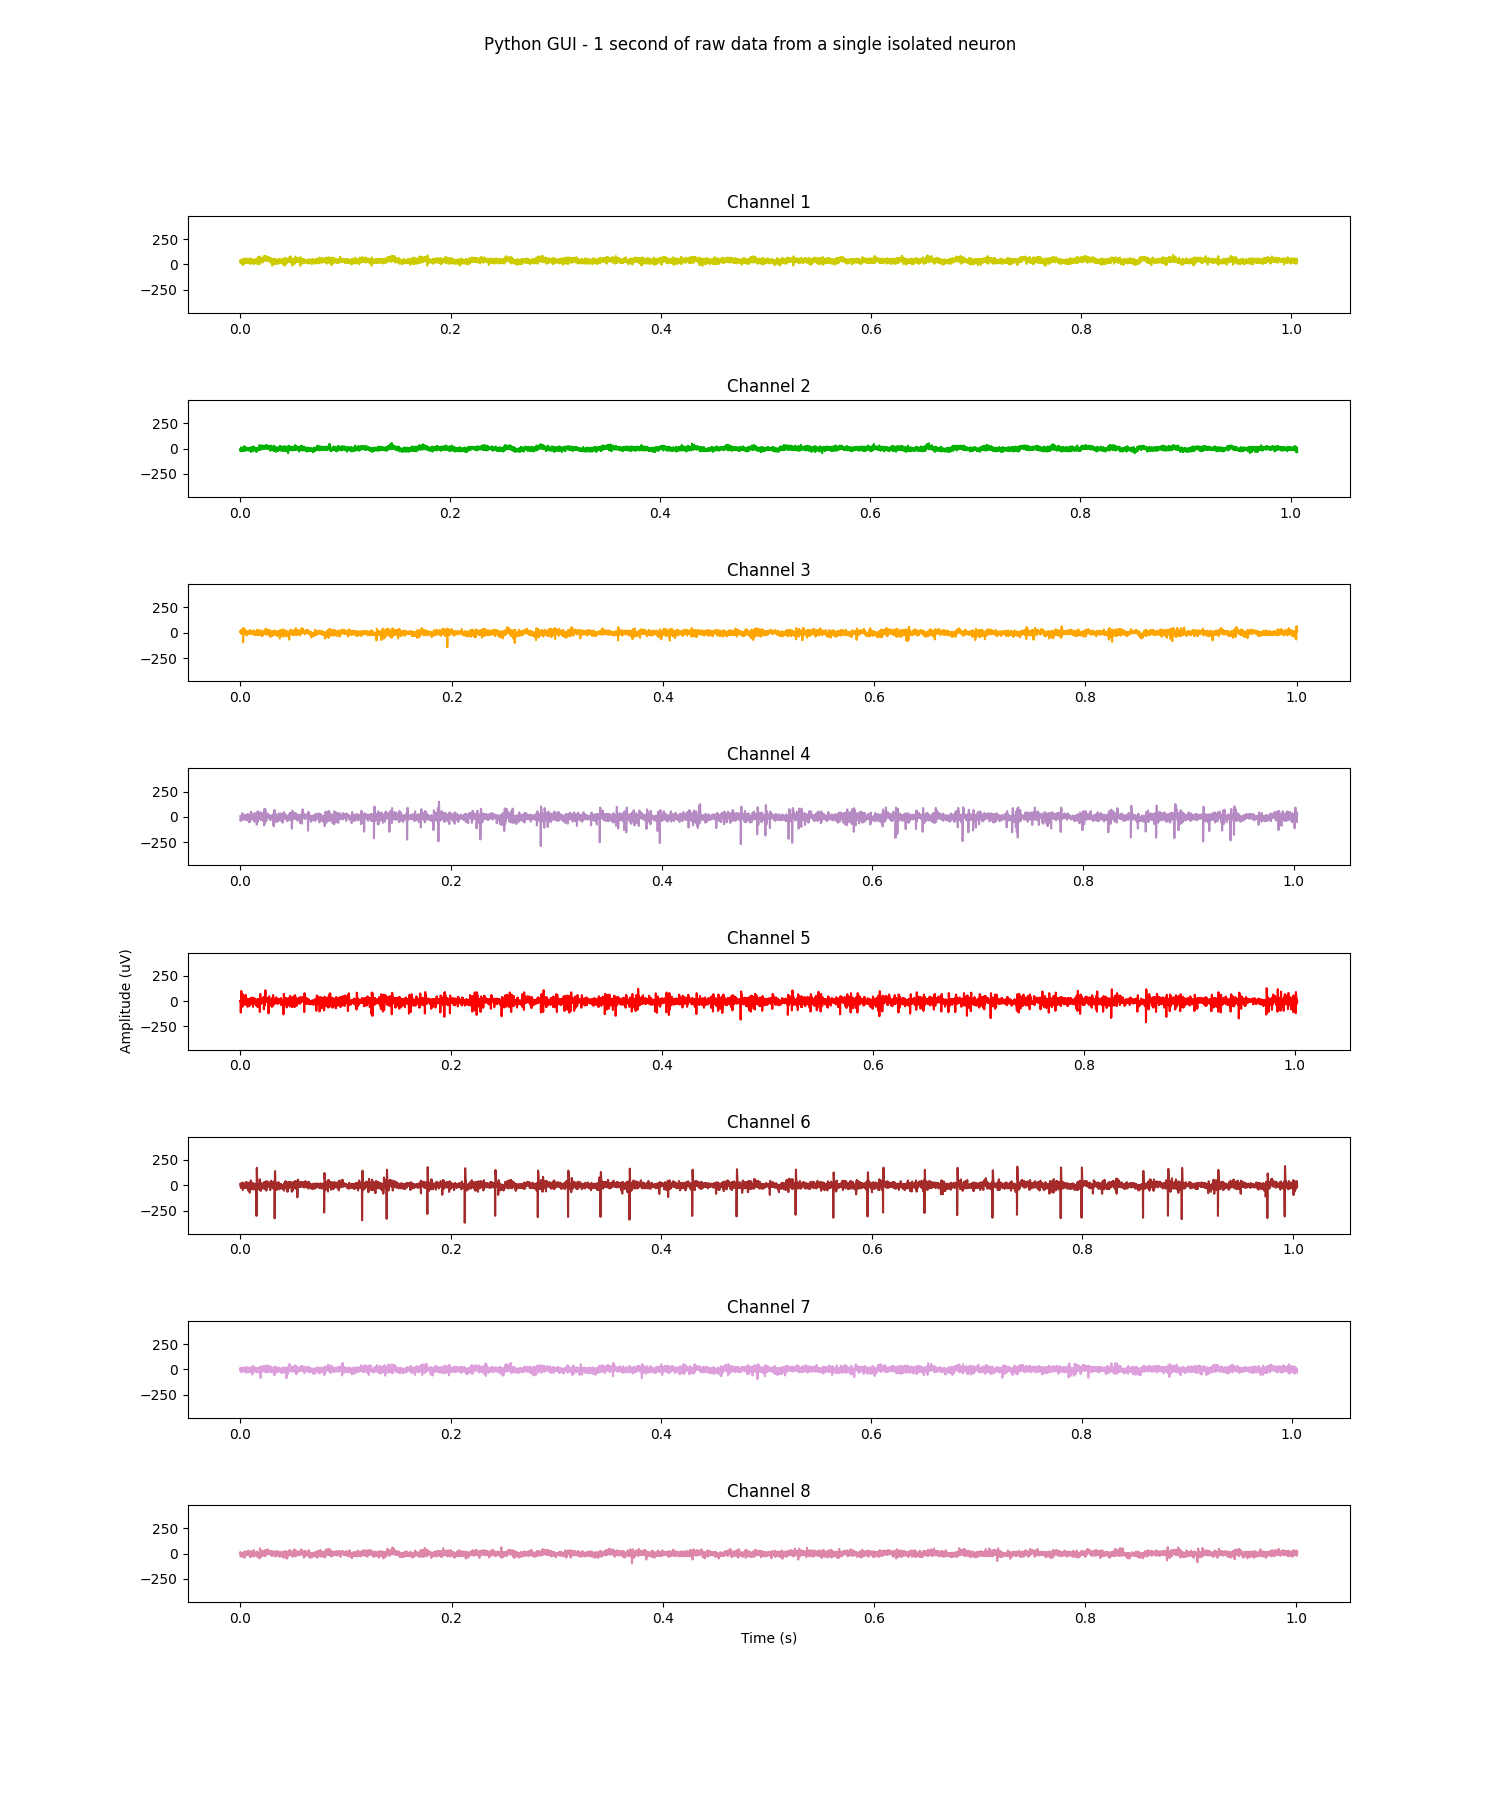 Python GUI - 1 second of raw data from a single isolated neuron
Channel 1
250
0
−250
0.0 0.2 0.4 0.6 0.8 1.0
Channel 2
250
0
−250
0.0 0.2 0.4 0.6 0.8 1.0
Channel 3
250
0
−250
0.0 0.2 0.4 0.6 0.8 1.0
Channel 4
250
0
−250
0.0 0.2 0.4 0.6 0.8 1.0
Channel 5
Amplitude (uV)
250
0
−250
0.0 0.2 0.4 0.6 0.8 1.0
Channel 6
250
0
−250
0.0 0.2 0.4 0.6 0.8 1.0
Channel 7
250
0
−250
0.0 0.2 0.4 0.6 0.8 1.0
Channel 8
250
0
−250
0.0 0.2 0.4 0.6 0.8 1.0
Time (s)